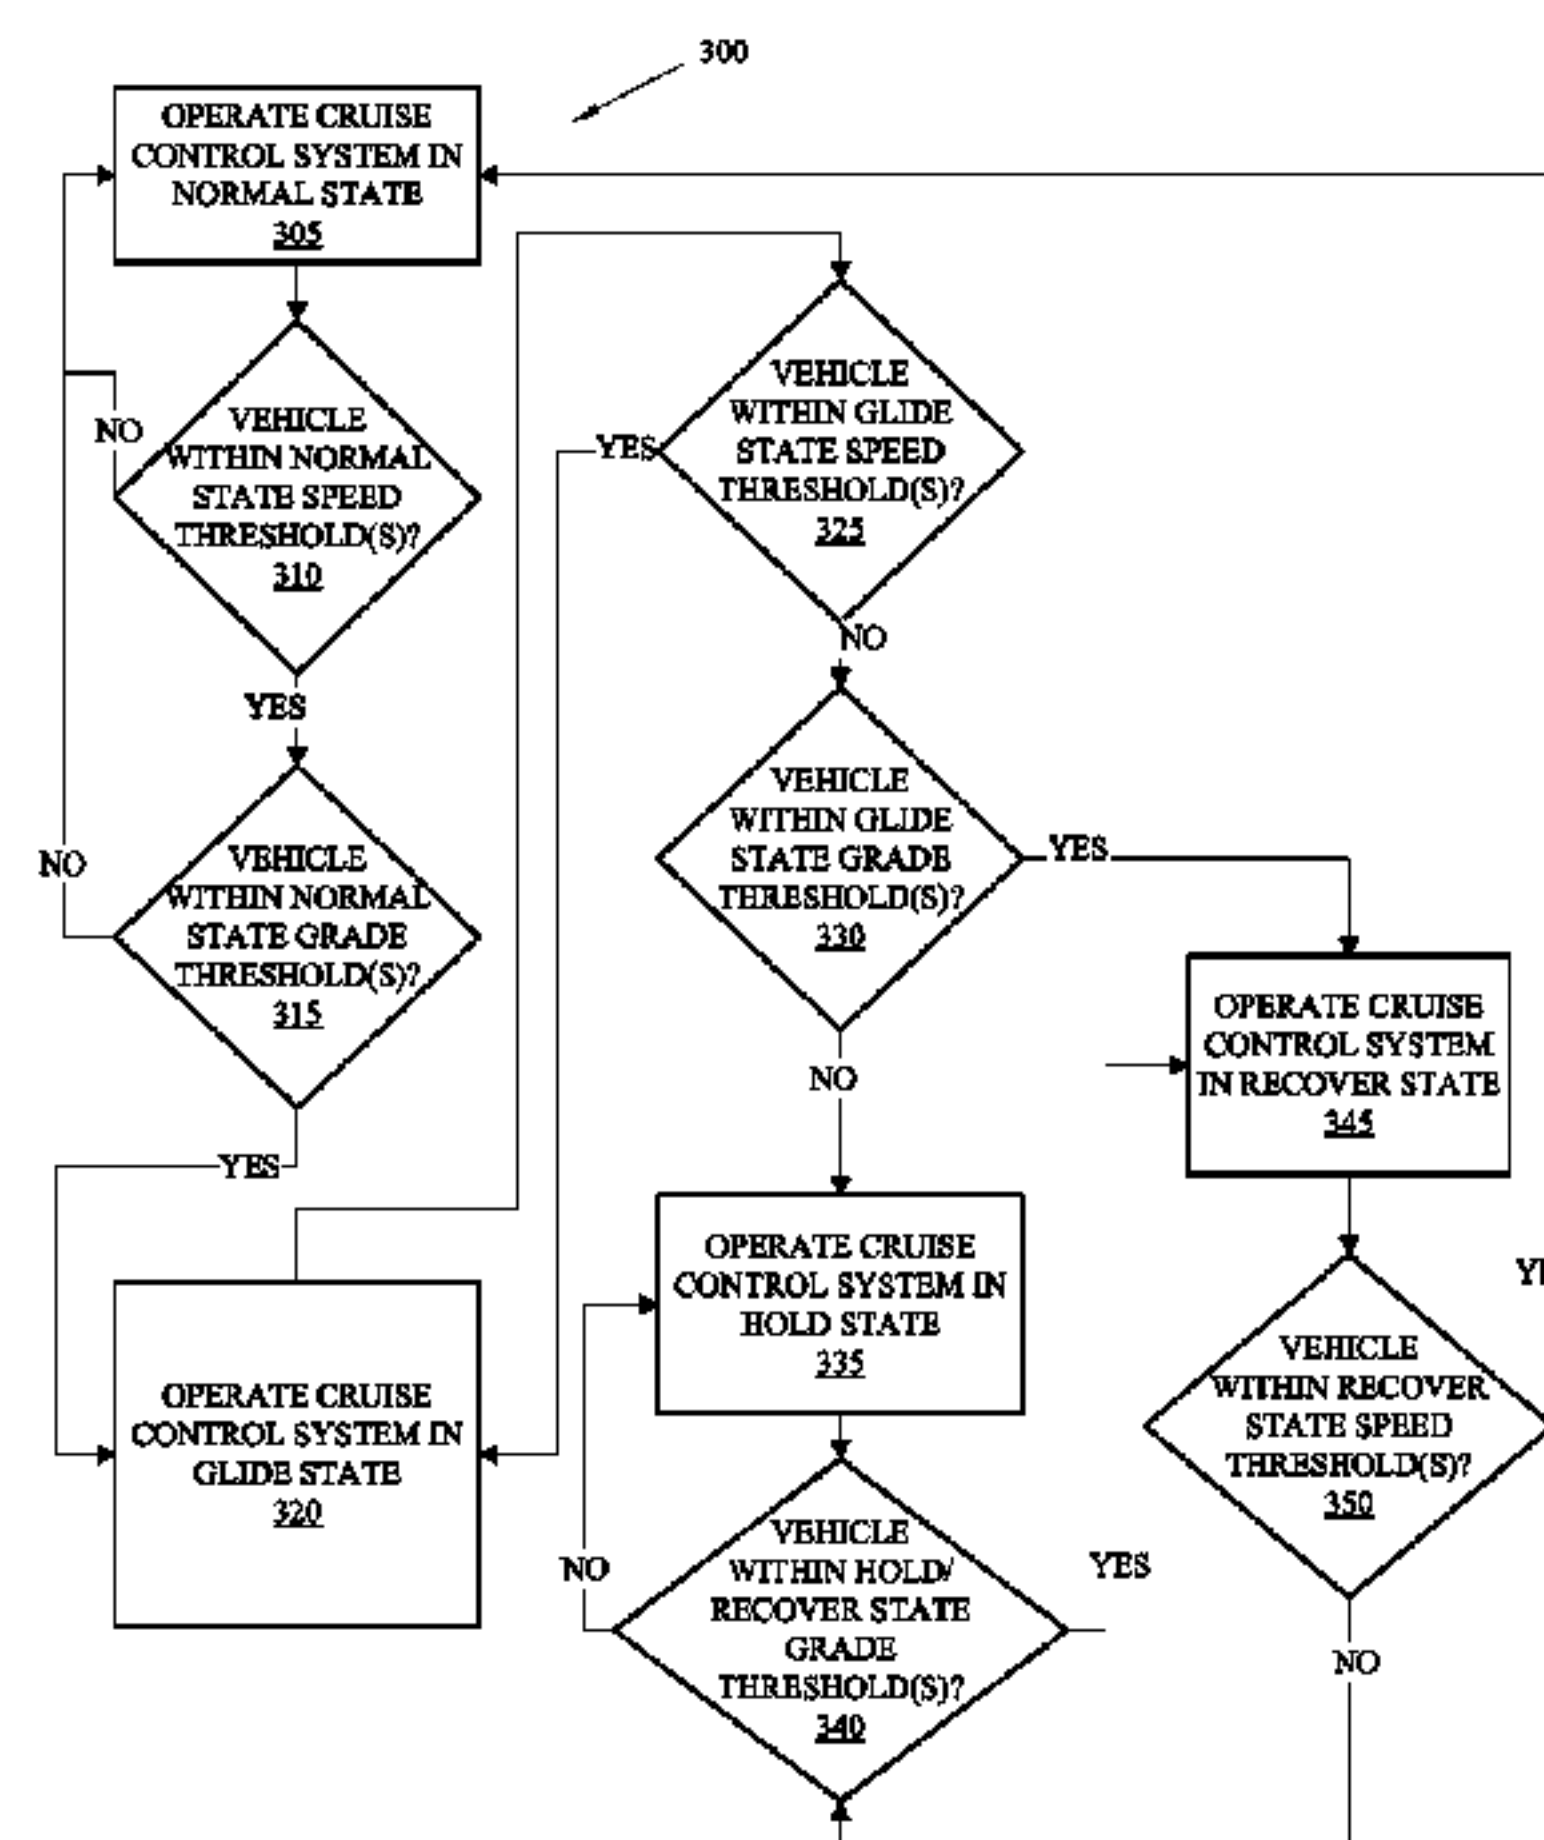 300
OPERATE CRUISE
CONTROL SYSTEM IN
NORMAL STATE
305
NO
VEHICLE
WITHIN NORMAL
STATE SPEED
THRESHOLD(S)?
310
YES
NO
VEHICLE
WITHIN NORMAL
STATE GRADE
THRESHOLD(S)?
315
YES
OPERATE CRUISE
CONTROL SYSTEM IN
GLIDE STATE
320
YES
VEHICLE
WITHIN GLIDE
STATE SPEED
THRESHOLD(S)?
325
NO
VEHICLE
WITHIN GLIDE
STATE GRADE
THRESHOLD(S)?
330
YES
NO
OPERATE CRUISE
CONTROL SYSTEM IN
HOLD STATE
335
NO
VEHICLE
WITHIN HOLD/
RECOVER STATE
GRADE
THRESHOLD(S)?
340
YES
OPERATE CRUISE
CONTROL SYSTEM
IN RECOVER STATE
345
VEHICLE
WITHIN RECOVER
STATE SPEED
THRESHOLD(S)?
350
NO